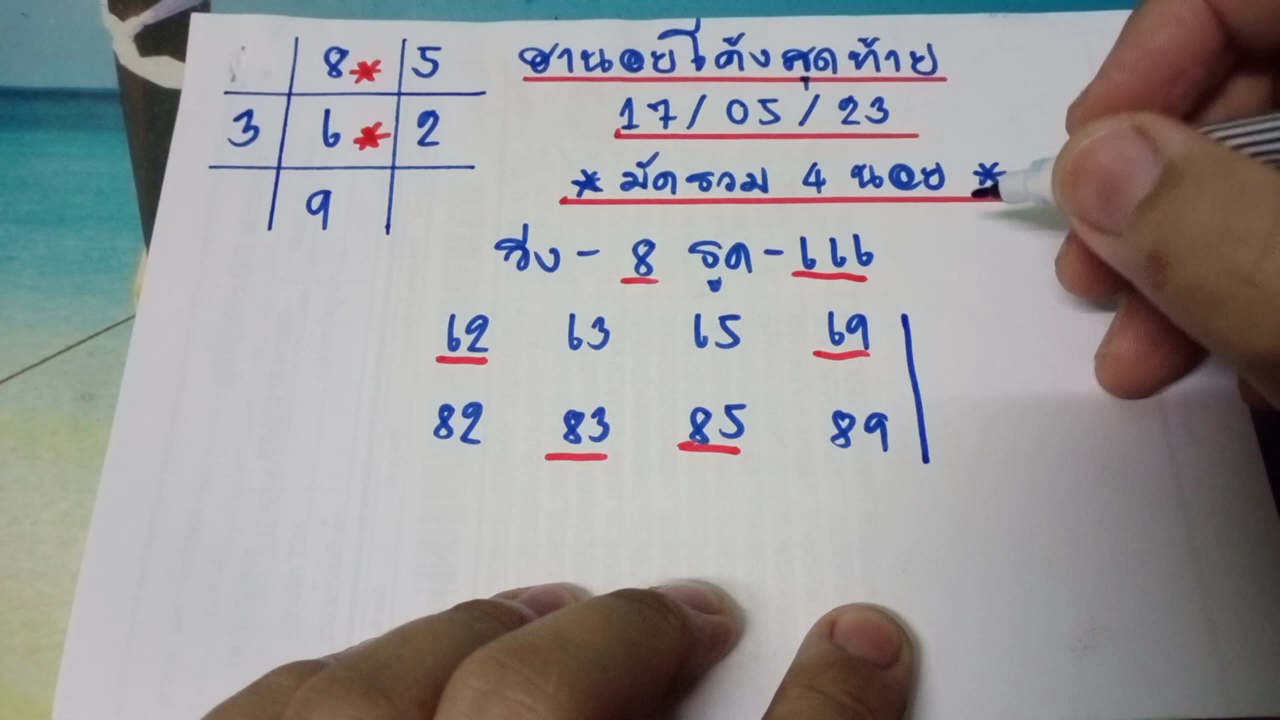 8* 5
3 6* 2
9
ฮานอยโค้งสุดท้าย
17/05/23
*มัดรวม 4 นอย*
วิ่ง - 8 รูด - 666
62 63 65 69
82 83 85 89